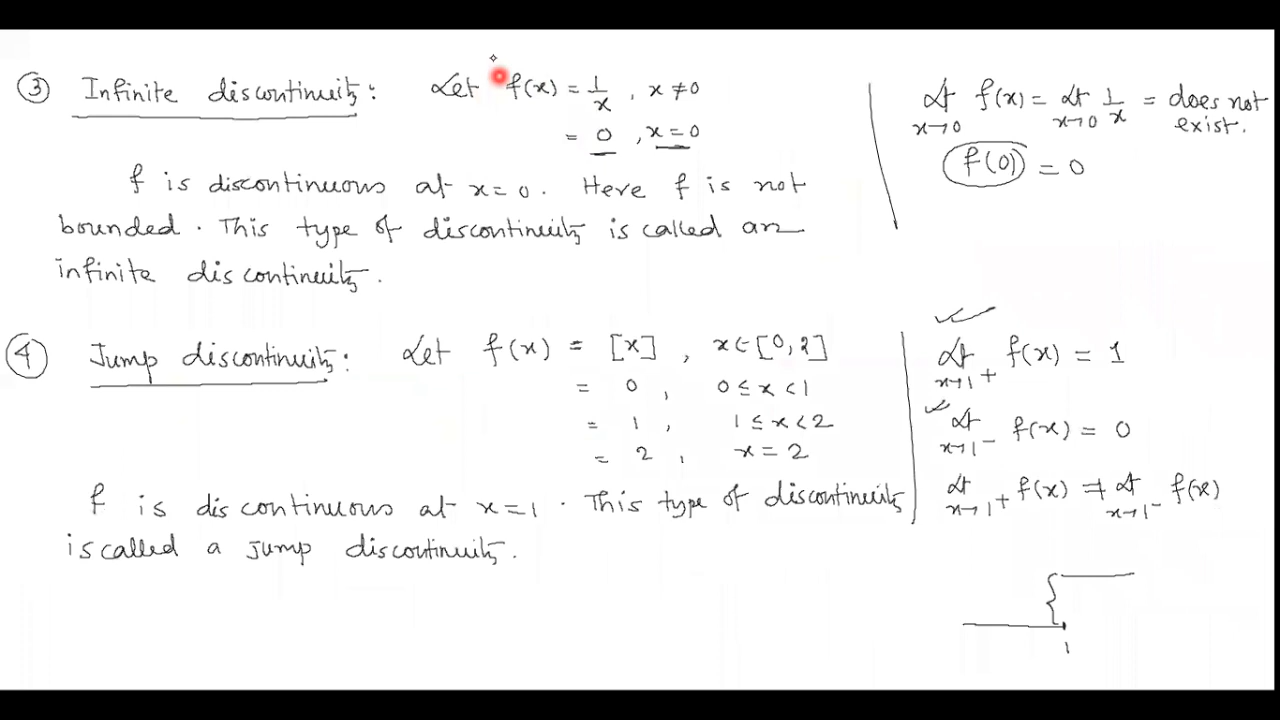 ③ Infinite discontinuity: Let f(x) = 1/x , x ≠ 0
= 0 , x = 0
f is discontinuous at x = 0. Here f is not
bounded. This type of discontinuity is called an
infinite discontinuity.
Lt x→0 f(x) = Lt x→0 1/x = does not
exist.
f(0) = 0
④ Jump discontinuity: Let f(x) = [x] , x ∈ [0, 2]
= 0 , 0 ≤ x < 1
= 1 , 1 ≤ x < 2
= 2 , x = 2
f is discontinuous at x = 1. This type of discontinuity
is called a jump discontinuity.
Lt x→1+ f(x) = 1
Lt x→1− f(x) = 0
Lt x→1+ f(x) ≠ Lt x→1− f(x)
1